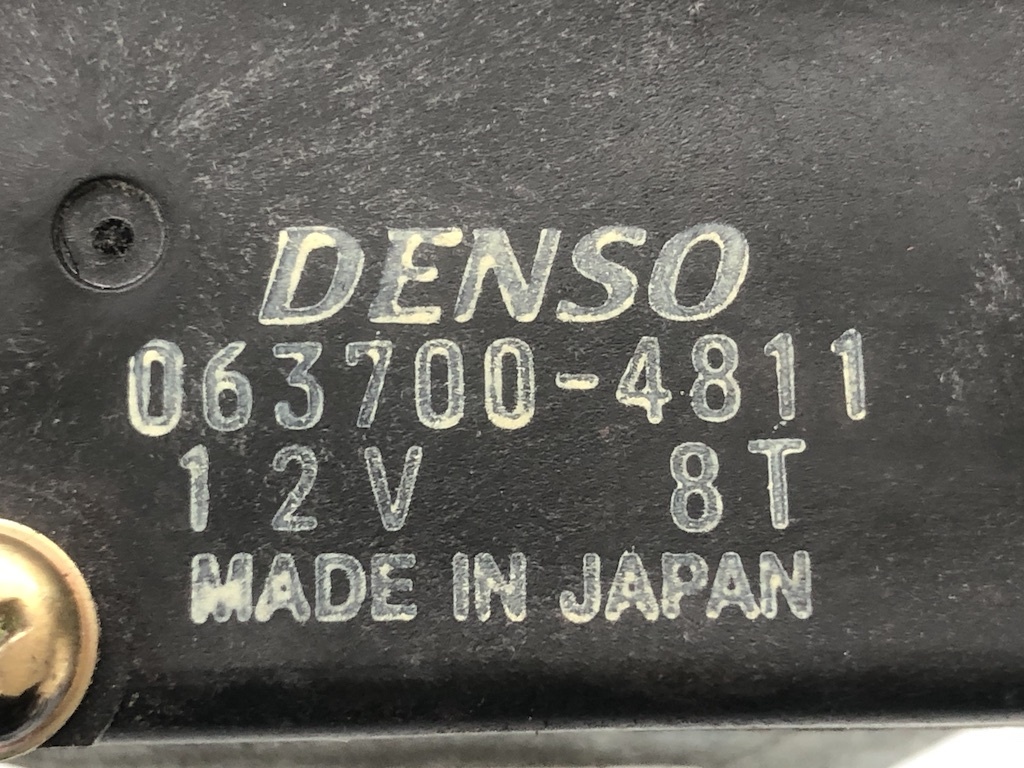 DENSO
063700-4811
12V 8T
MADE IN JAPAN